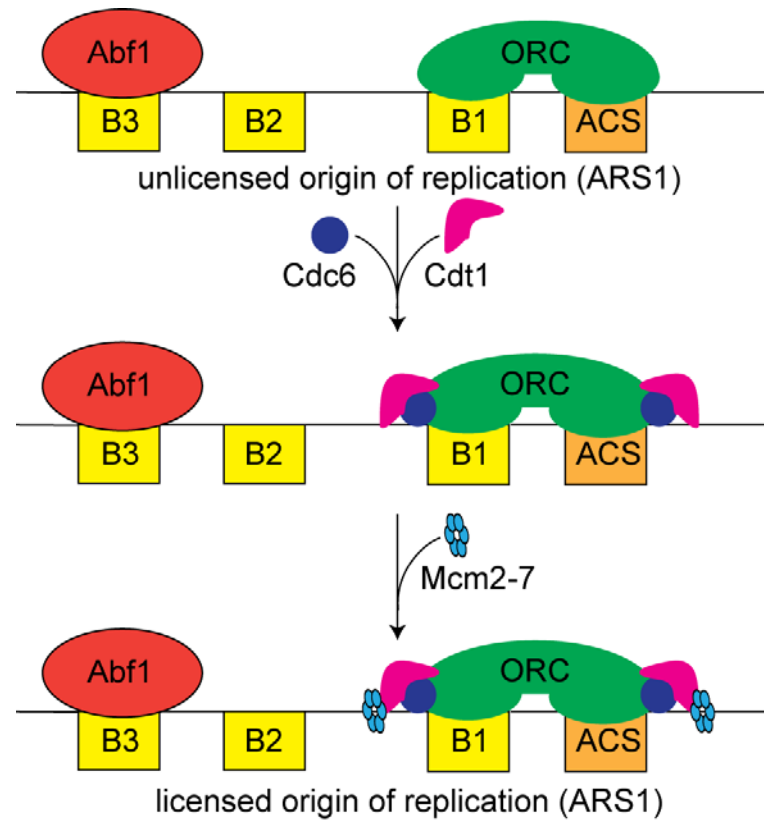 Abf1 ORC
B3 B2 B1 ACS
unlicensed origin of replication (ARS1)
Cdc6 Cdt1
Abf1 ORC
B3 B2 B1 ACS
Mcm2-7
Abf1 ORC
B3 B2 B1 ACS
licensed origin of replication (ARS1)